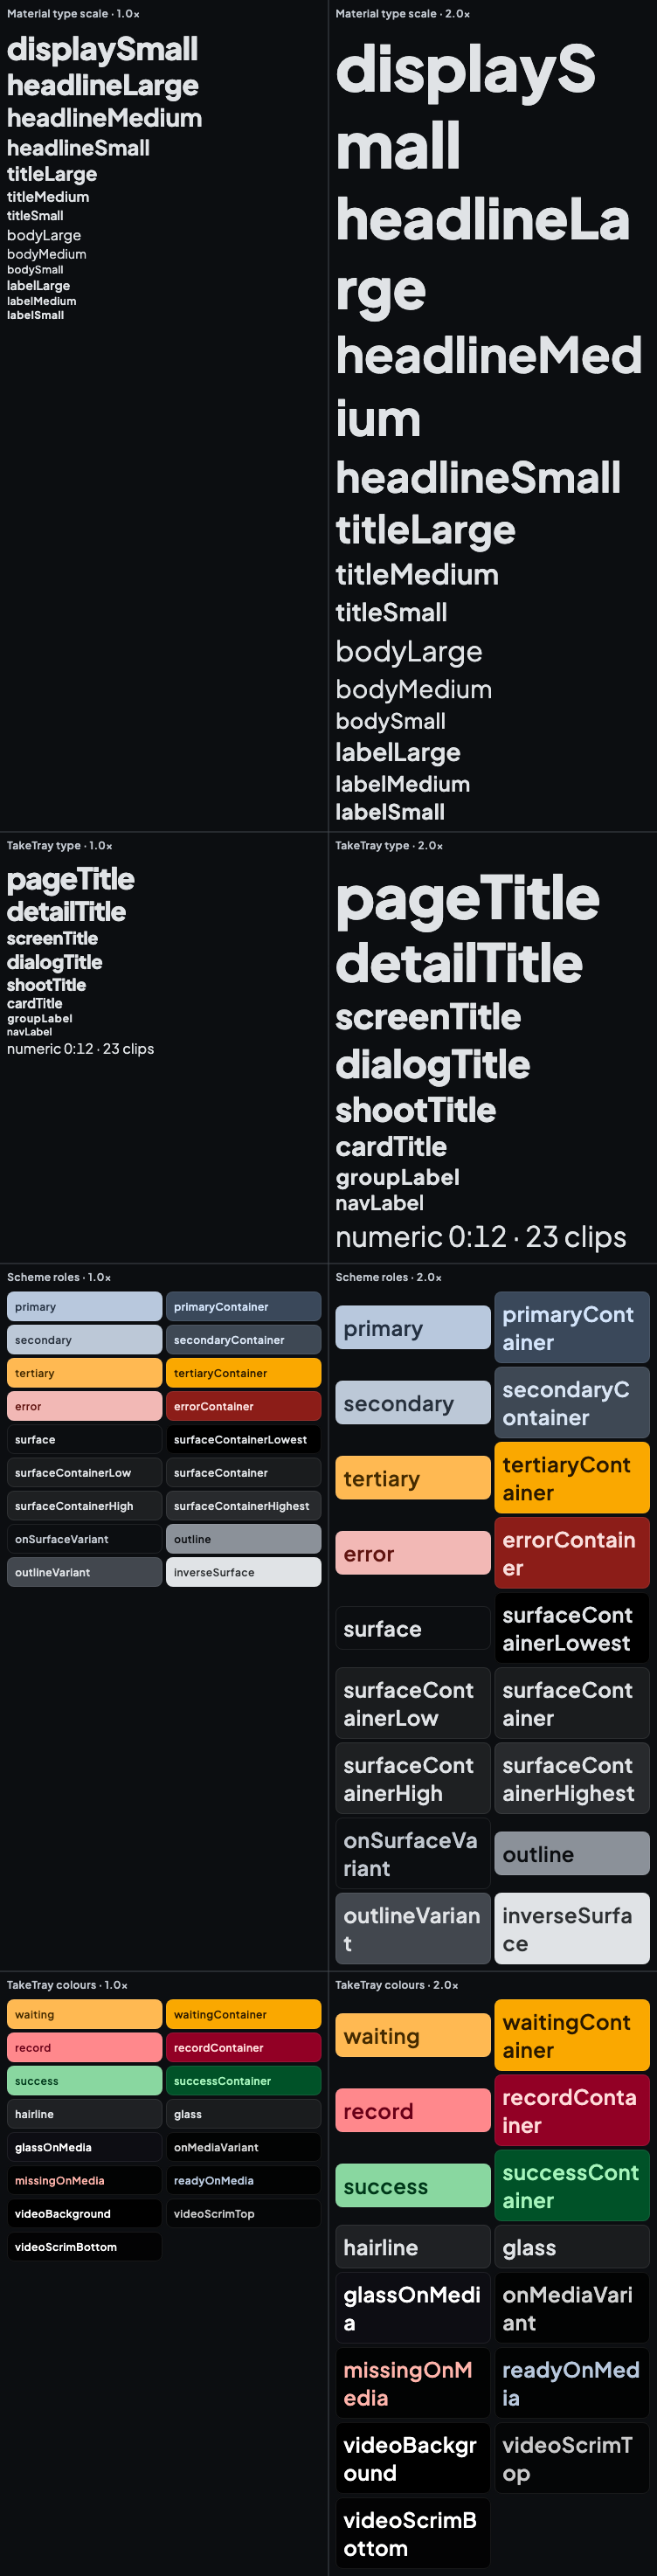 Material type scale · 1.0×
displaySmall
headlineLarge
headlineMedium
headlineSmall
titleLarge
titleMedium
titleSmall
bodyLarge
bodyMedium
bodySmall
labelLarge
labelMedium
labelSmall
Material type scale · 2.0×
displayS
mall
headlineLa
rge
headlineMed
ium
headlineSmall
titleLarge
titleMedium
titleSmall
bodyLarge
bodyMedium
bodySmall
labelLarge
labelMedium
labelSmall
TakeTray type · 1.0×
pageTitle
detailTitle
screenTitle
dialogTitle
shootTitle
cardTitle
groupLabel
navLabel
numeric 0:12 · 23 clips
TakeTray type · 2.0×
pageTitle
detailTitle
screenTitle
dialogTitle
shootTitle
cardTitle
groupLabel
navLabel
numeric 0:12 · 23 clips
Scheme roles · 1.0×
primary
primaryContainer
secondary
secondaryContainer
tertiary
tertiaryContainer
error
errorContainer
surface
surfaceContainerLowest
surfaceContainerLow
surfaceContainer
surfaceContainerHigh
surfaceContainerHighest
onSurfaceVariant
outline
outlineVariant
inverseSurface
Scheme roles · 2.0×
primary
primaryCont
ainer
secondary
secondaryC
ontainer
tertiary
tertiaryCont
ainer
error
errorContain
er
surface
surfaceCont
ainerLowest
surfaceCont
ainerLow
surfaceCont
ainer
surfaceCont
ainerHigh
surfaceCont
ainerHighest
onSurfaceVa
riant
outline
outlineVarian
t
inverseSurfa
ce
TakeTray colours · 1.0×
waiting
waitingContainer
record
recordContainer
success
successContainer
hairline
glass
glassOnMedia
onMediaVariant
missingOnMedia
readyOnMedia
videoBackground
videoScrimTop
videoScrimBottom
TakeTray colours · 2.0×
waiting
waitingCont
ainer
record
recordConta
iner
success
successCont
ainer
hairline
glass
glassOnMedi
a
onMediaVari
ant
missingOnM
edia
readyOnMed
ia
videoBackgr
ound
videoScrimT
op
videoScrimB
ottom